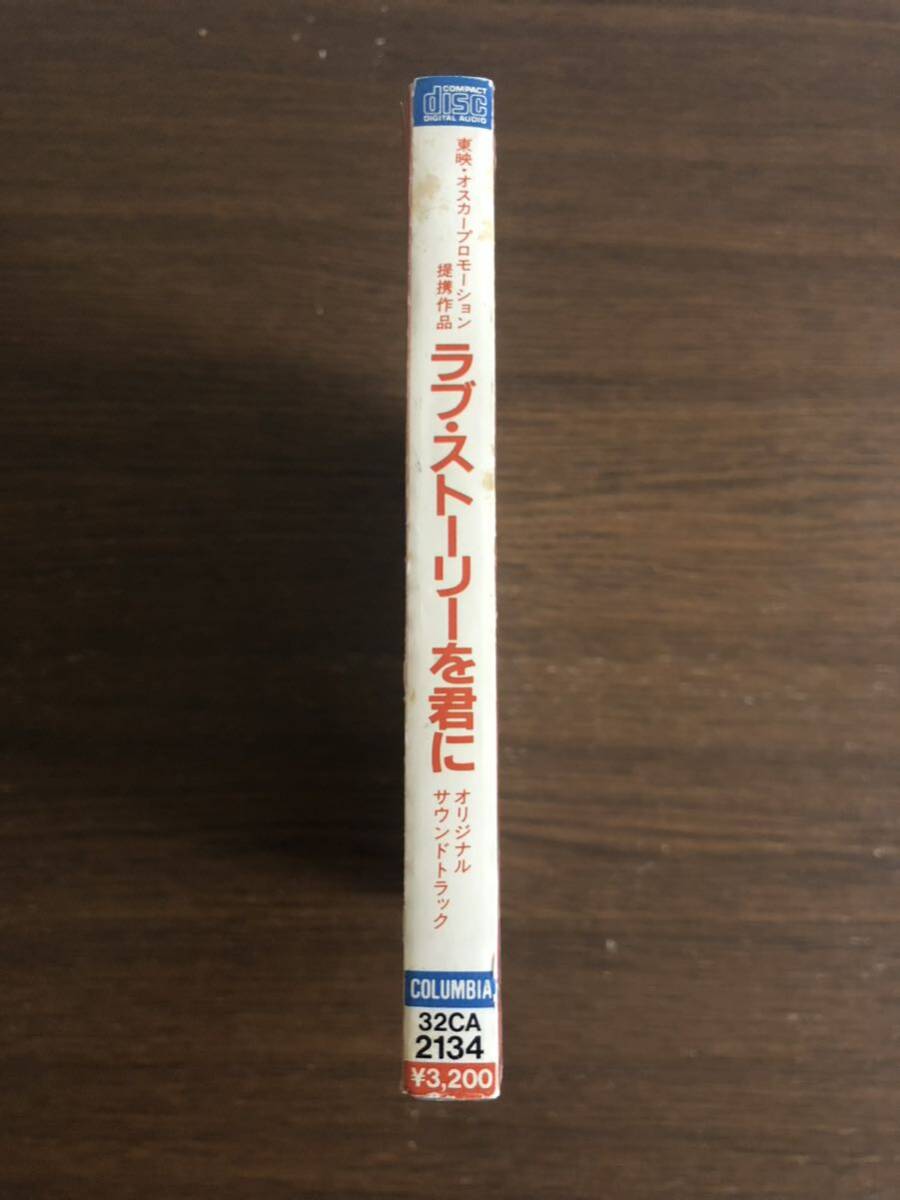 COMPACT
disc
DIGITAL AUDIO
東映・オスカープロモーション
提携作品
ラブ・ストーリーを君に
オリジナル
サウンドトラック
COLUMBIA
32CA
2134
¥3,200